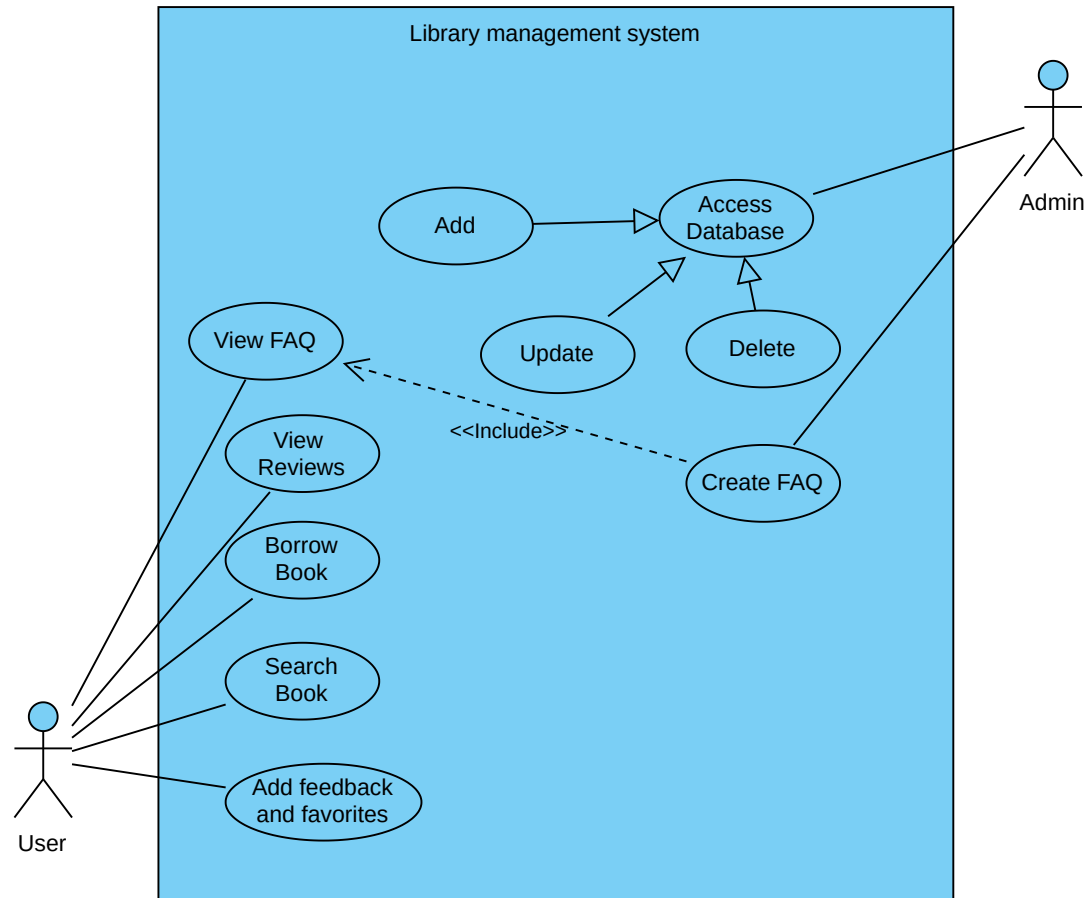 Library management system
Admin
Access
Database
Add
View FAQ
Update
Delete
<<Include>>
View
Reviews
Create FAQ
Borrow
Book
Search
Book
Add feedback
and favorites
User